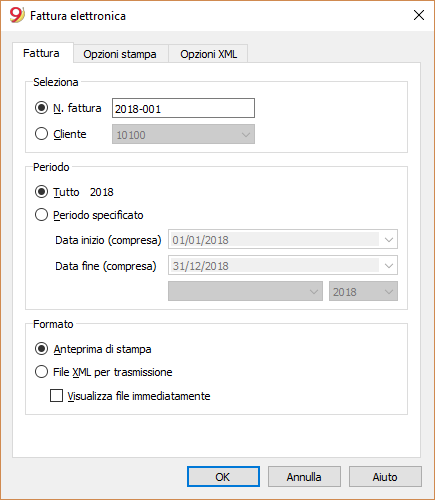 9 Fattura elettronica
Fattura Opzioni stampa Opzioni XML
Seleziona
N. fattura 2018-001
Cliente 10100
Periodo
Tutto 2018
Periodo specificato
Data inizio (compresa) 01/01/2018
Data fine (compresa) 31/12/2018
2018
Formato
Anteprima di stampa
File XML per trasmissione
Visualizza file immediatamente
OK Annulla Aiuto